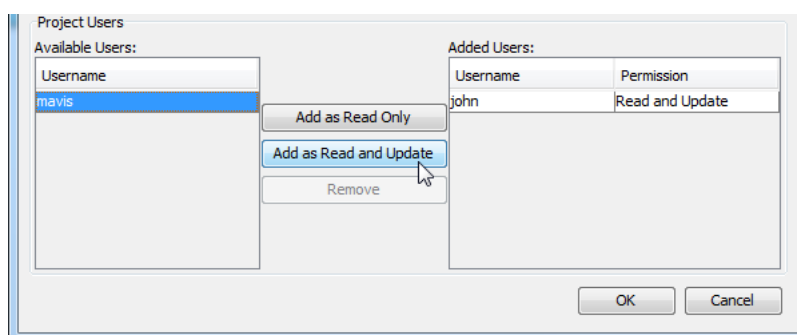 Project Users
Available Users:
Added Users:
Username
Username Permission
mavis
john Read and Update
Add as Read Only
Add as Read and Update
Remove
OK Cancel